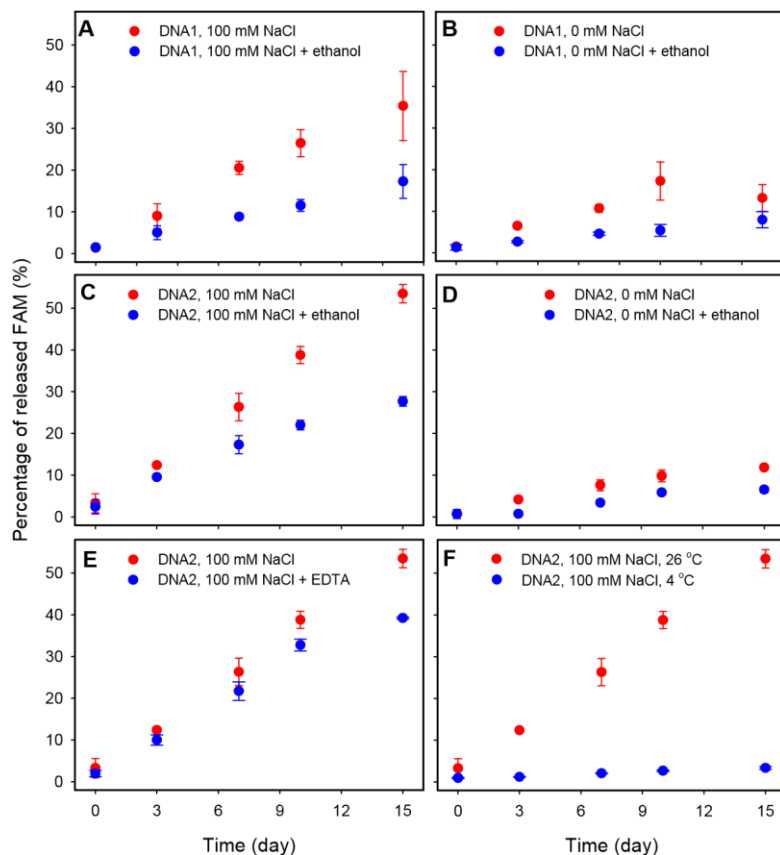 A
DNA1, 100 mM NaCl
DNA1, 100 mM NaCl + ethanol
B
DNA1, 0 mM NaCl
DNA1, 0 mM NaCl + ethanol
50
40
30
20
10
0
C
DNA2, 100 mM NaCl
DNA2, 100 mM NaCl + ethanol
D
DNA2, 0 mM NaCl
DNA2, 0 mM NaCl + ethanol
50
40
30
20
10
0
E
DNA2, 100 mM NaCl
DNA2, 100 mM NaCl + EDTA
F
DNA2, 100 mM NaCl, 26 °C
DNA2, 100 mM NaCl, 4 °C
50
40
30
20
10
0
Percentage of released FAM (%)
0 3 6 9 12 15
0 3 6 9 12 15
Time (day)
Time (day)